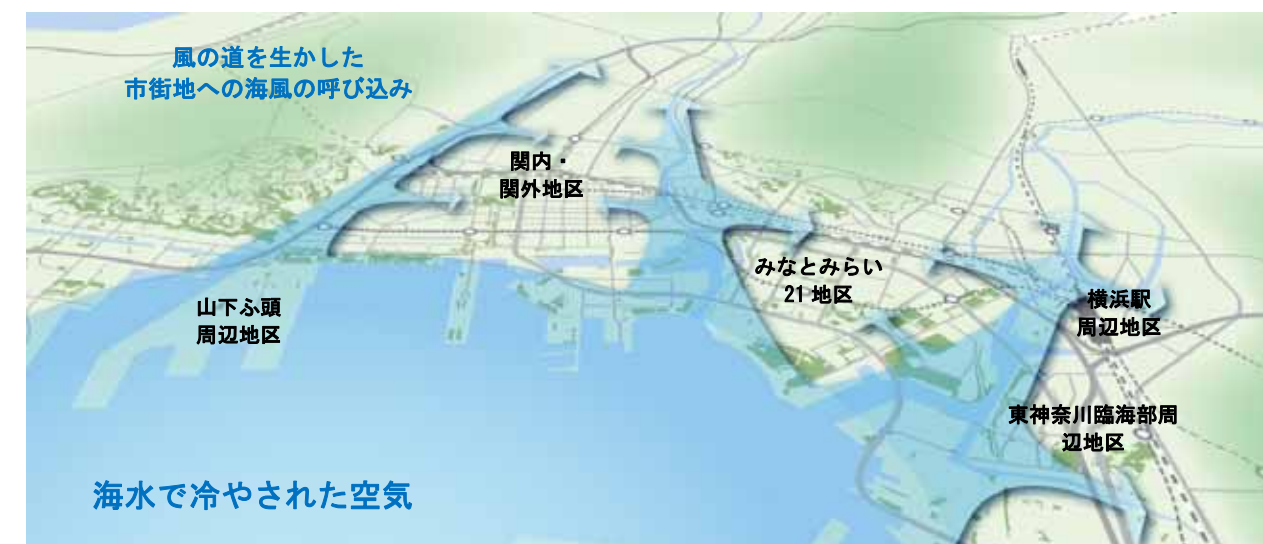 風の道を生かした
市街地への海風の呼び込み
関内・
関外地区
みなとみらい
21 地区
山下ふ頭
周辺地区
横浜駅
周辺地区
東神奈川臨海部周
辺地区
海水で冷やされた空気